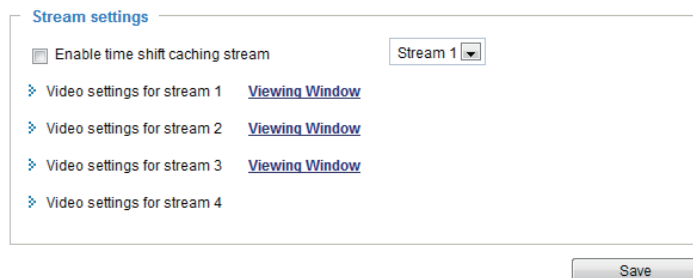 Stream settings
Enable time shift caching stream Stream 1
Video settings for stream 1 Viewing Window
Video settings for stream 2 Viewing Window
Video settings for stream 3 Viewing Window
Video settings for stream 4
Save